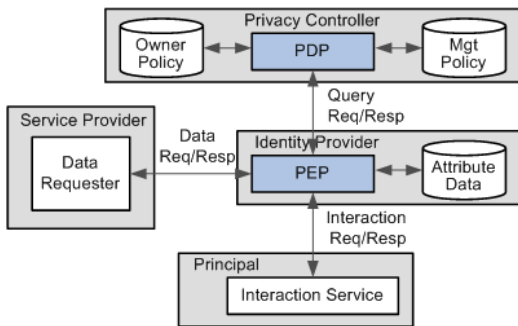 Privacy Controller
Owner
Policy
PDP
Mgt
Policy
Query
Req/Resp
Service Provider
Data
Requester
Data
Req/Resp
Identity Provider
PEP
Attribute
Data
Interaction
Req/Resp
Principal
Interaction Service